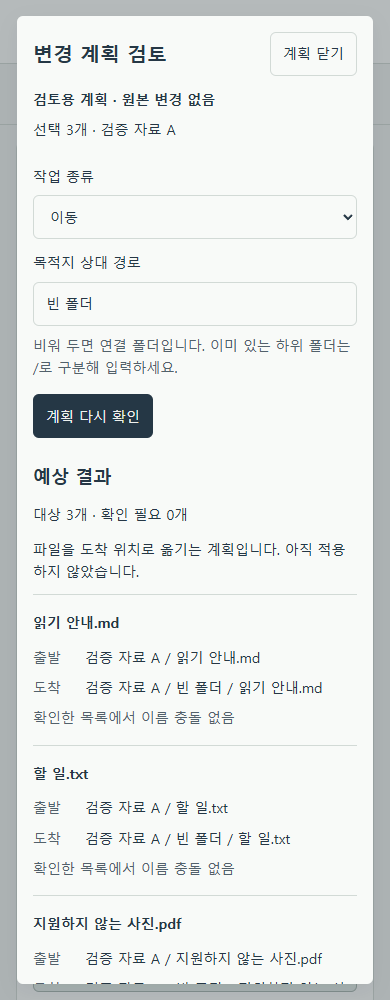 변경 계획 검토
계획 닫기
검토용 계획 · 원본 변경 없음
선택 3개 · 검증 자료 A
작업 종류
이동
목적지 상대 경로
빈 폴더
비워 두면 연결 폴더입니다. 이미 있는 하위 폴더는
/로 구분해 입력하세요.
계획 다시 확인
예상 결과
대상 3개 · 확인 필요 0개
파일을 도착 위치로 옮기는 계획입니다. 아직 적용
하지 않았습니다.
읽기 안내.md
출발 검증 자료 A / 읽기 안내.md
도착 검증 자료 A / 빈 폴더 / 읽기 안내.md
확인한 목록에서 이름 충돌 없음
할 일.txt
출발 검증 자료 A / 할 일.txt
도착 검증 자료 A / 빈 폴더 / 할 일.txt
확인한 목록에서 이름 충돌 없음
지원하지 않는 사진.pdf
출발 검증 자료 A / 지원하지 않는 사진.pdf